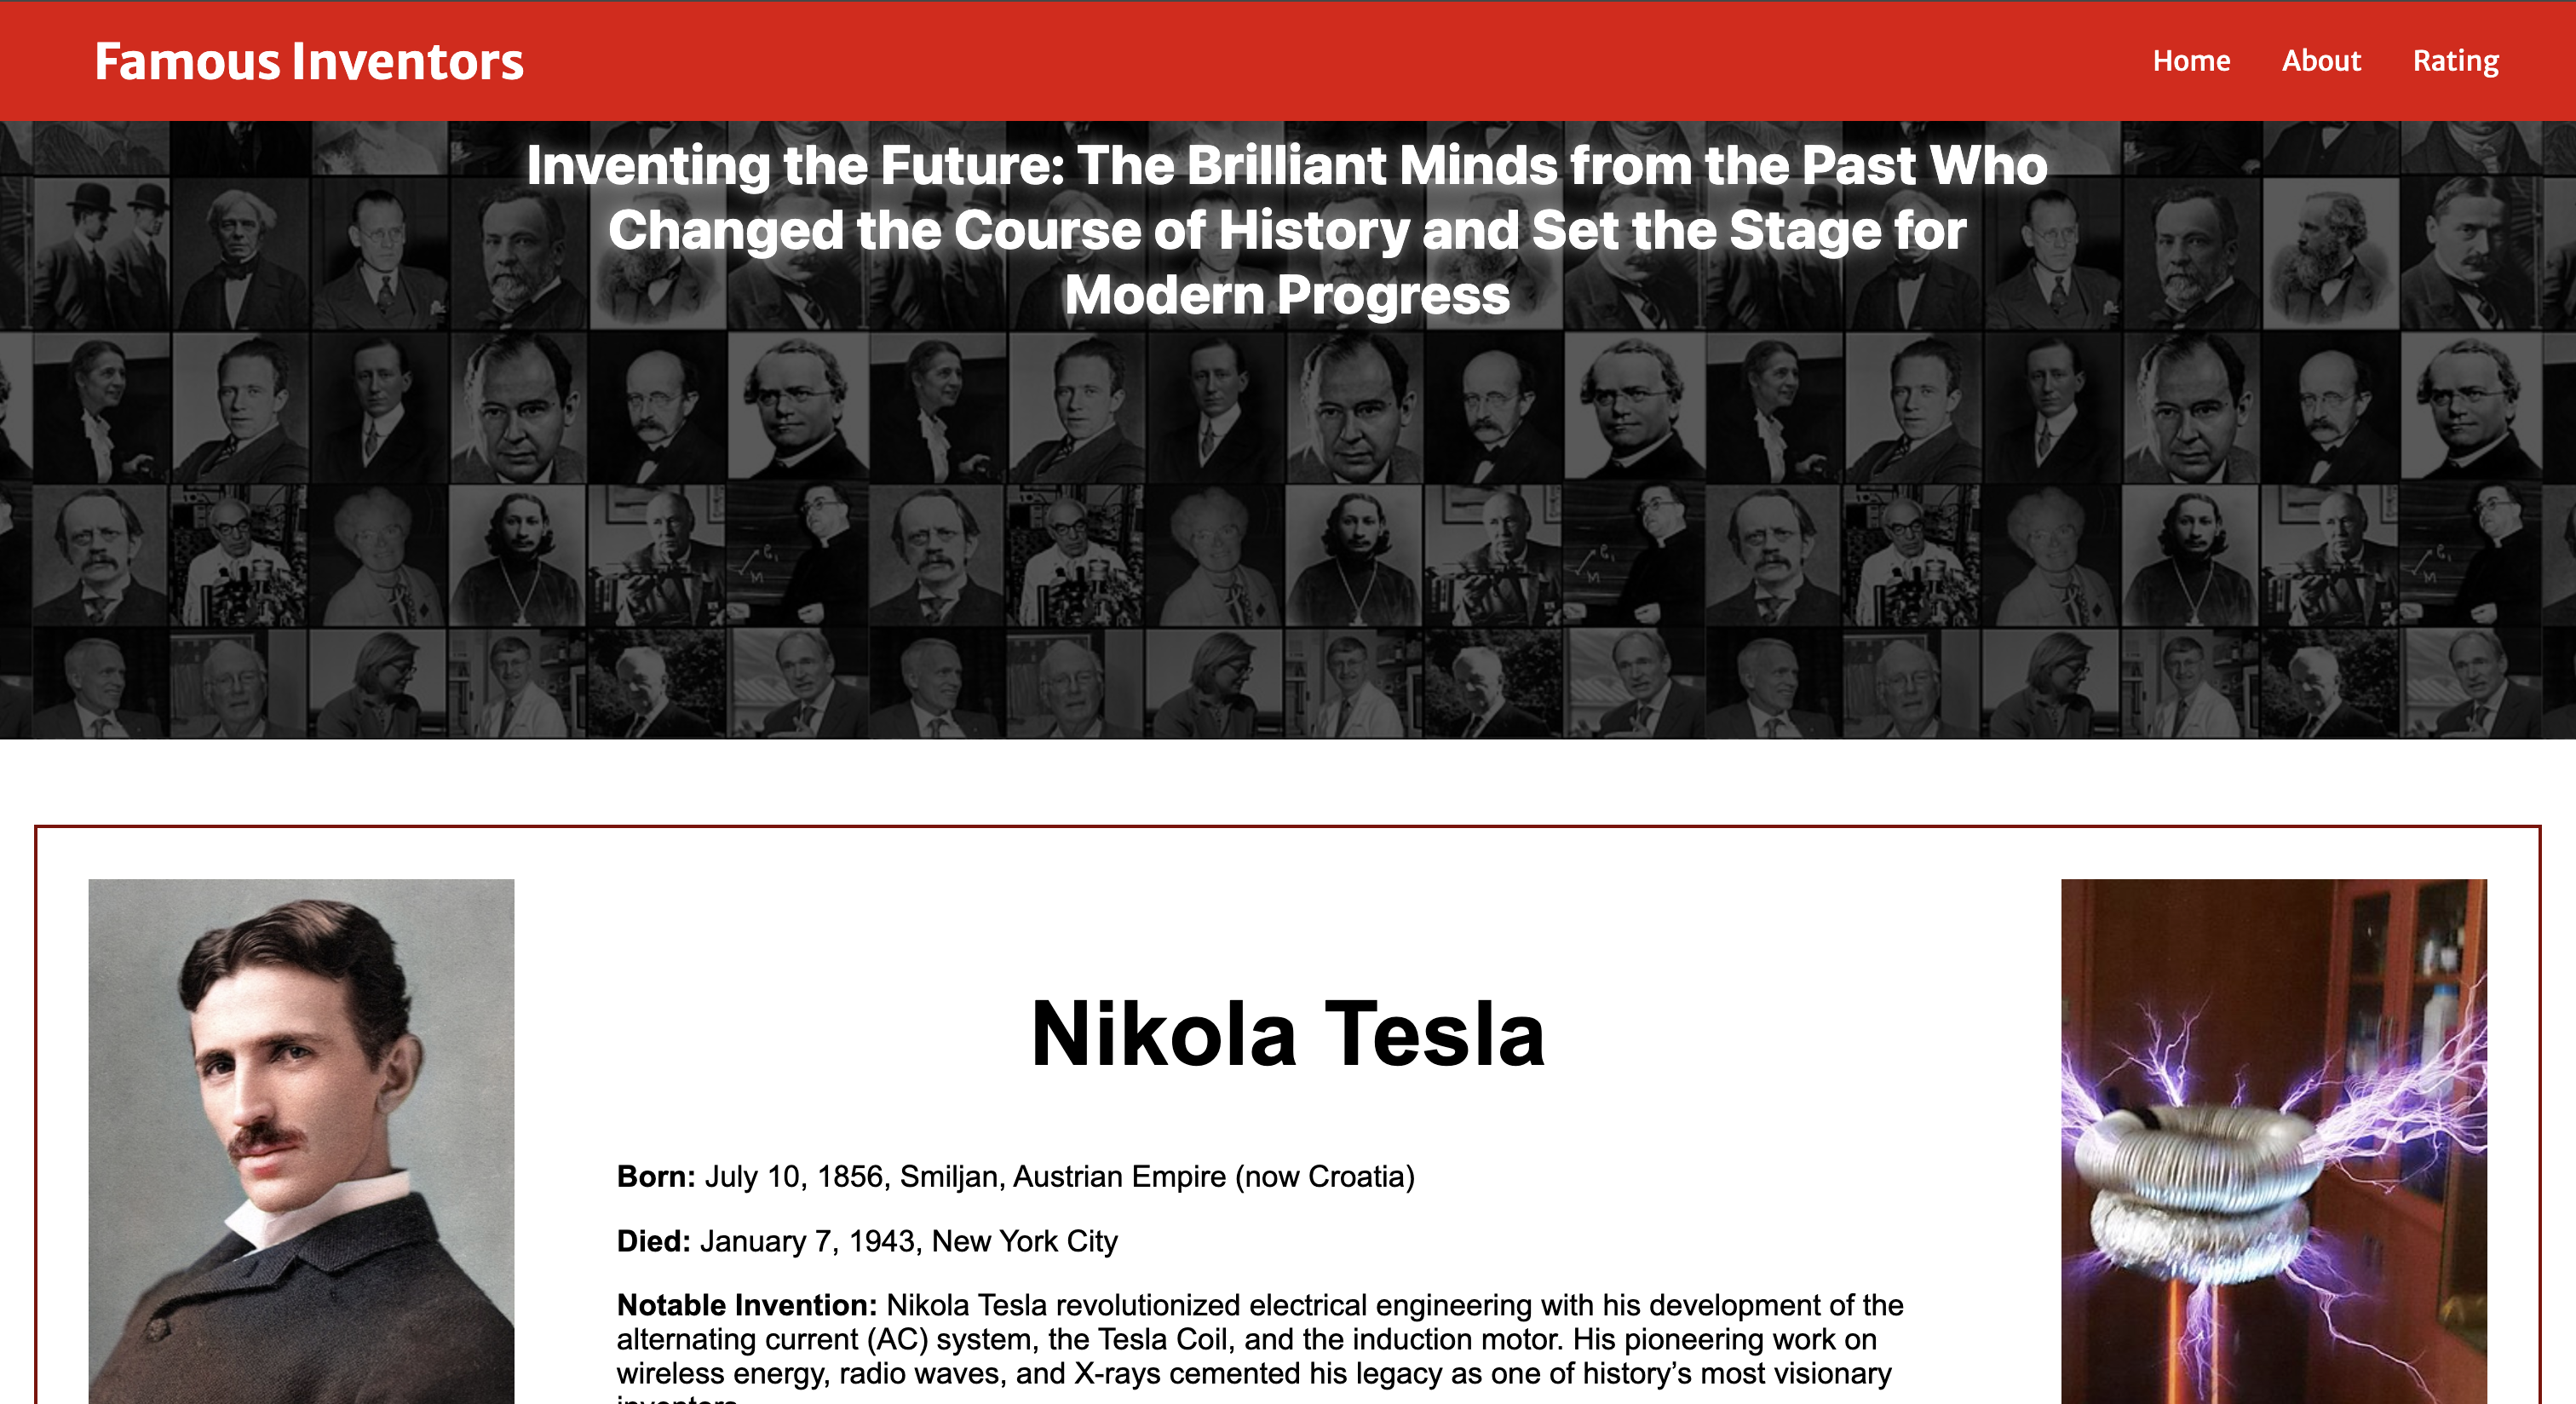 Famous Inventors
Home About Rating
Inventing the Future: The Brilliant Minds from the Past Who
Changed the Course of History and Set the Stage for
Modern Progress
Nikola Tesla
Born: July 10, 1856, Smiljan, Austrian Empire (now Croatia)
Died: January 7, 1943, New York City
Notable Invention: Nikola Tesla revolutionized electrical engineering with his development of the
alternating current (AC) system, the Tesla Coil, and the induction motor. His pioneering work on
wireless energy, radio waves, and X-rays cemented his legacy as one of history’s most visionary